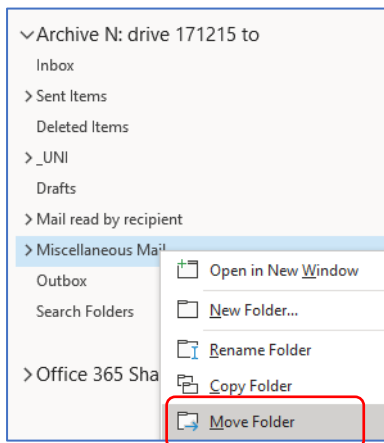 Archive N: drive 171215 to
Inbox
Sent Items
Deleted Items
_UNI
Drafts
Mail read by recipient
Miscellaneous Mail
Open in New Window
Outbox
New Folder...
Search Folders
Rename Folder
Office 365 Sha
Copy Folder
Move Folder